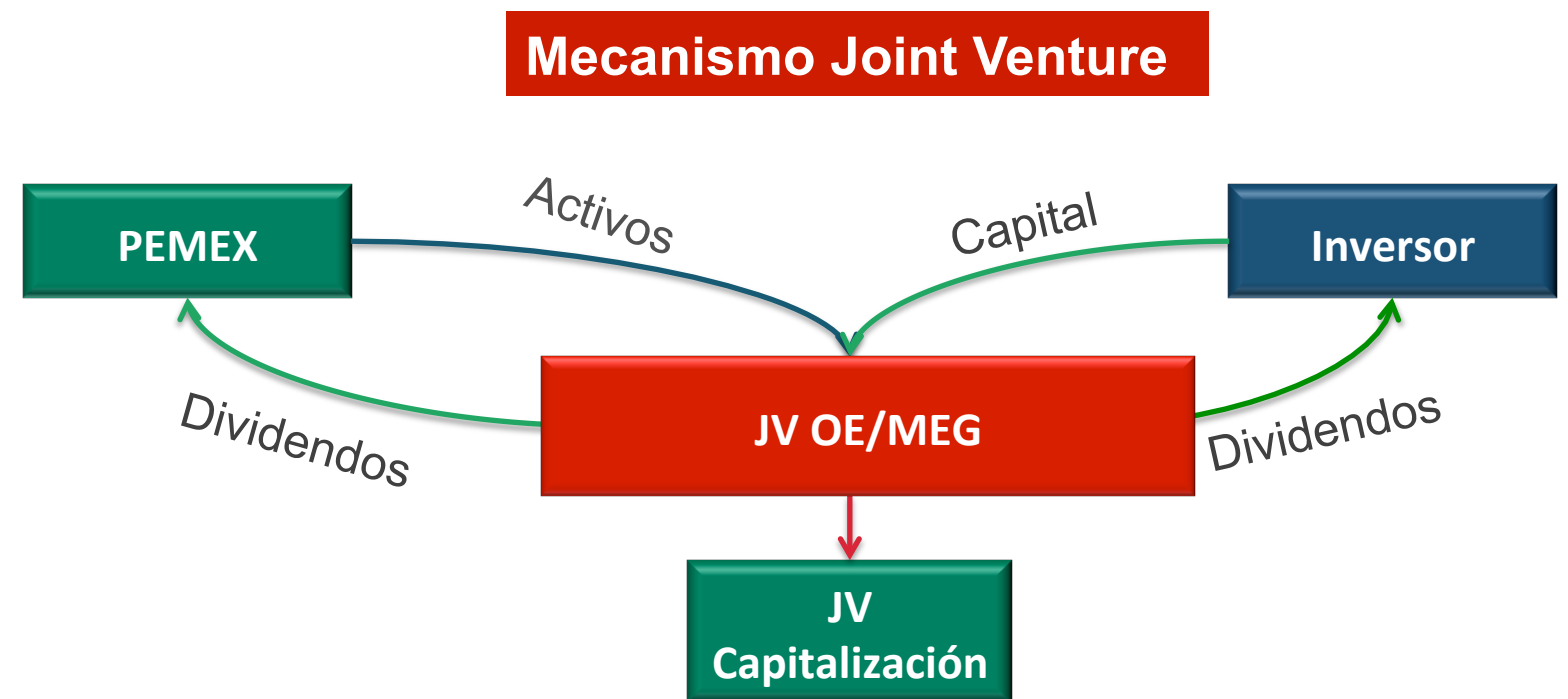 Mecanismo Joint Venture
PEMEX
Activos
Capital
Inversor
Dividendos
JV OE/MEG
Dividendos
JV
Capitalización